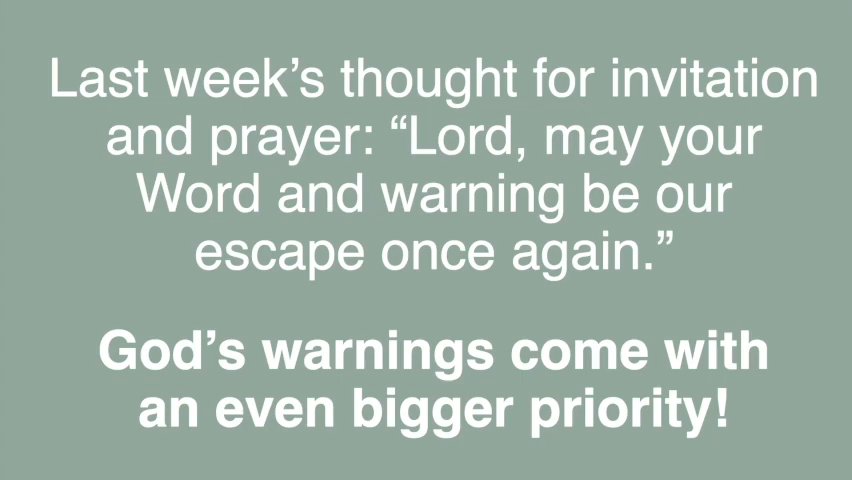 Last week’s thought for invitation
and prayer: “Lord, may your
Word and warning be our
escape once again.”
God’s warnings come with
an even bigger priority!